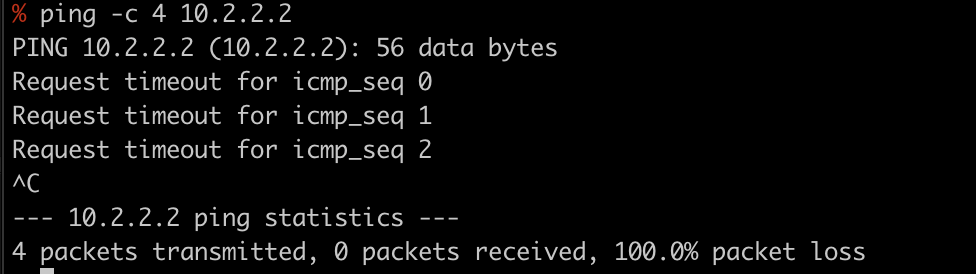 % ping -c 4 10.2.2.2
PING 10.2.2.2 (10.2.2.2): 56 data bytes
Request timeout for icmp_seq 0
Request timeout for icmp_seq 1
Request timeout for icmp_seq 2
^C
--- 10.2.2.2 ping statistics ---
4 packets transmitted, 0 packets received, 100.0% packet loss